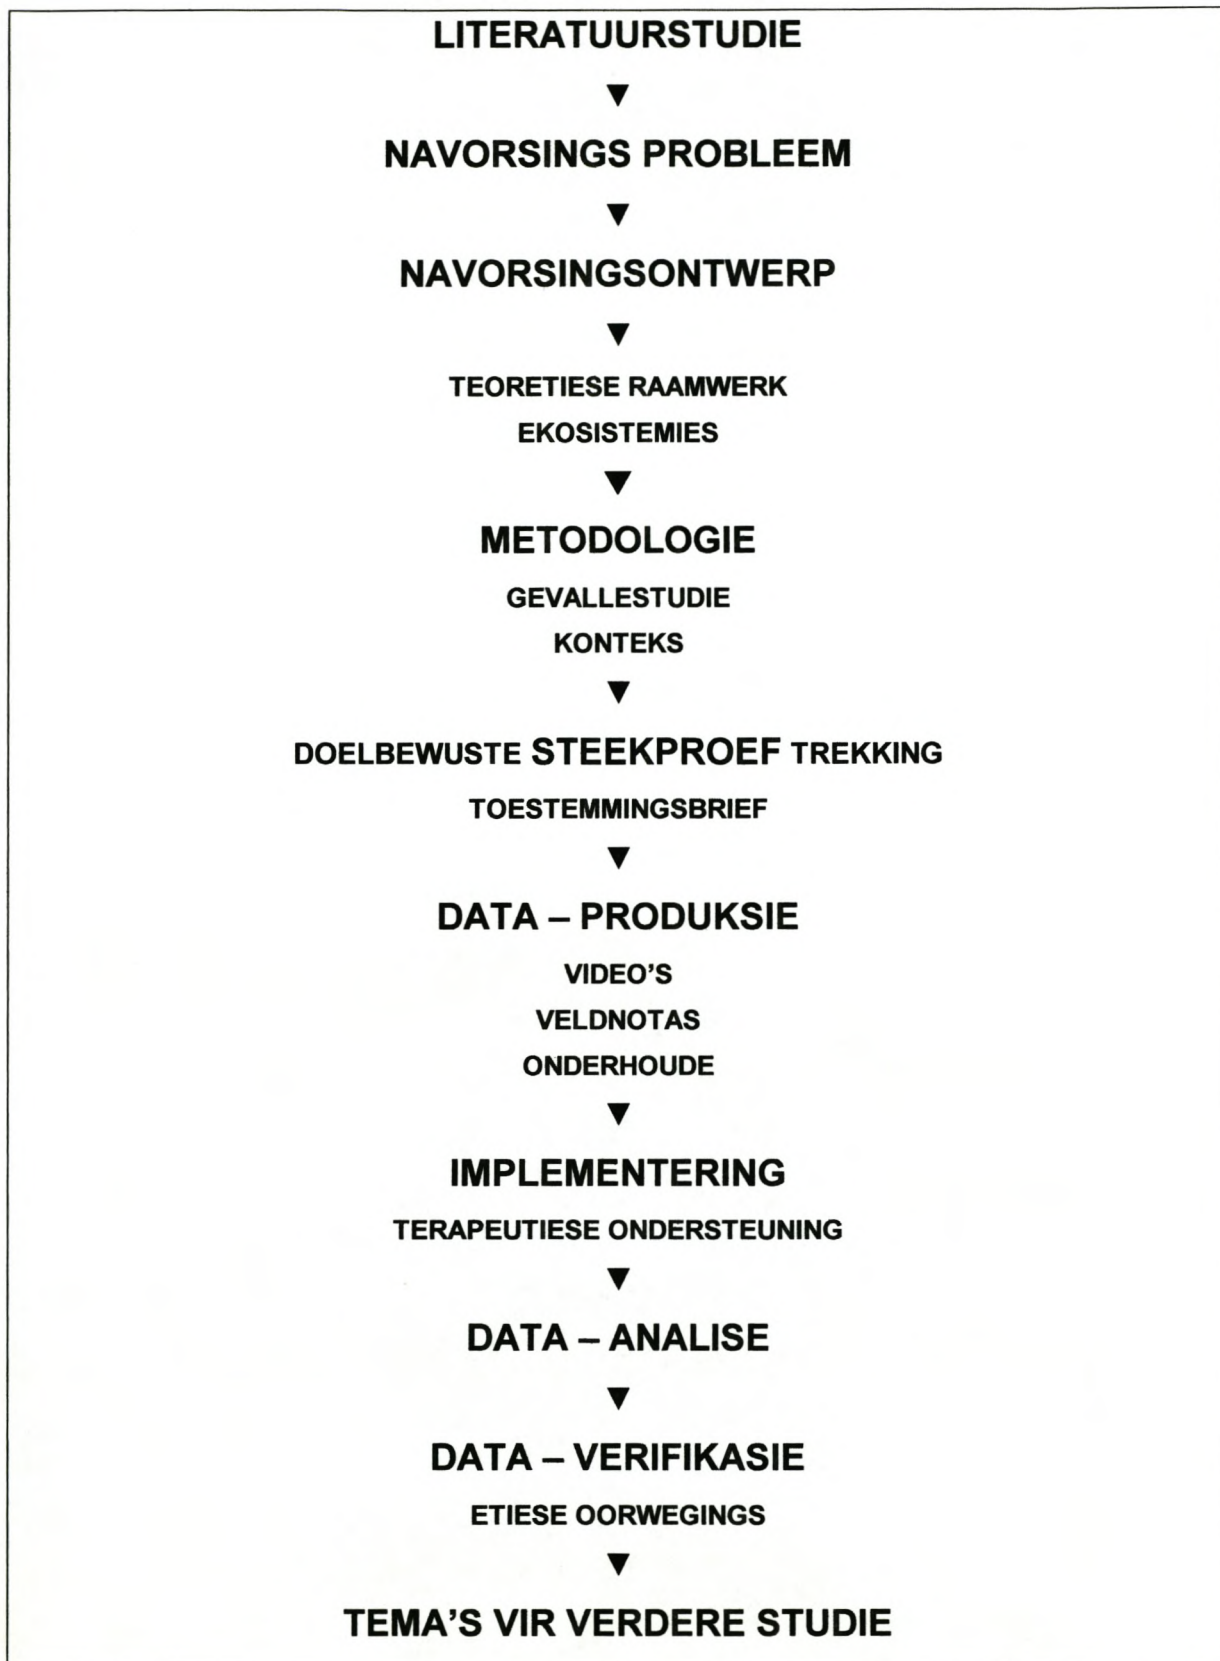 LITERATUURSTUDIE
NAVORSINGS PROBLEEM
NAVORSINGSONTWERP
TEORETIESE RAAMWERK
EKOSISTEMIES
METODOLOGIE
GEVALLESTUDIE
KONTEKS
DOELBEWUSTE STEEKPROEF TREKKING
TOESTEMMINGSBRIEF
DATA – PRODUKSIE
VIDEO'S
VELDNOTAS
ONDERHOUDE
IMPLEMENTERING
TERAPEUTIESE ONDERSTEUNING
DATA – ANALISE
DATA – VERIFIKASIE
ETIESE OORWEGINGS
TEMA'S VIR VERDERE STUDIE